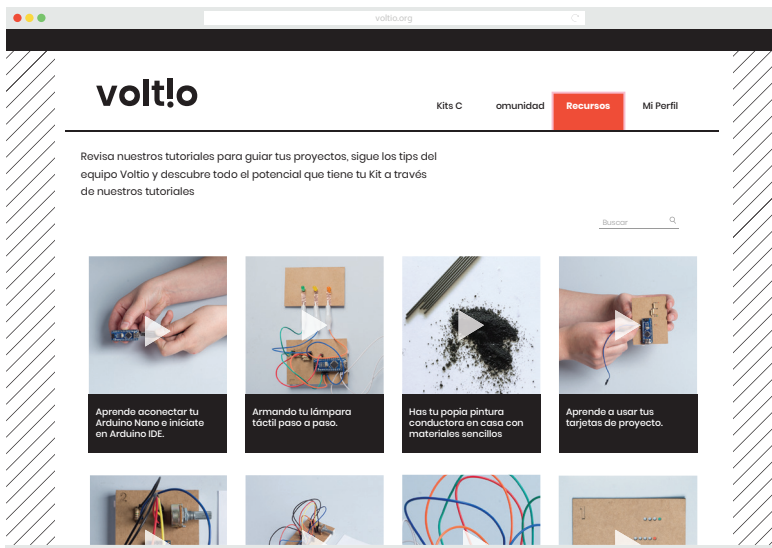 voltio.org
volt!o
Kits C omunidad Recursos Mi Perfil
Revisa nuestros tutoriales para guiar tus proyectos, sigue los tips del
equipo Voltio y descubre todo el potencial que tiene tu Kit a través
de nuestros tutoriales
Buscar
Aprende aconectar tu
Arduino Nano e iníciate
en Arduino IDE.
Armando tu lámpara
táctil paso a paso.
Has tu popia pintura
conductora en casa con
materiales sencillos
Aprende a usar tus
tarjetas de proyecto.
2
1